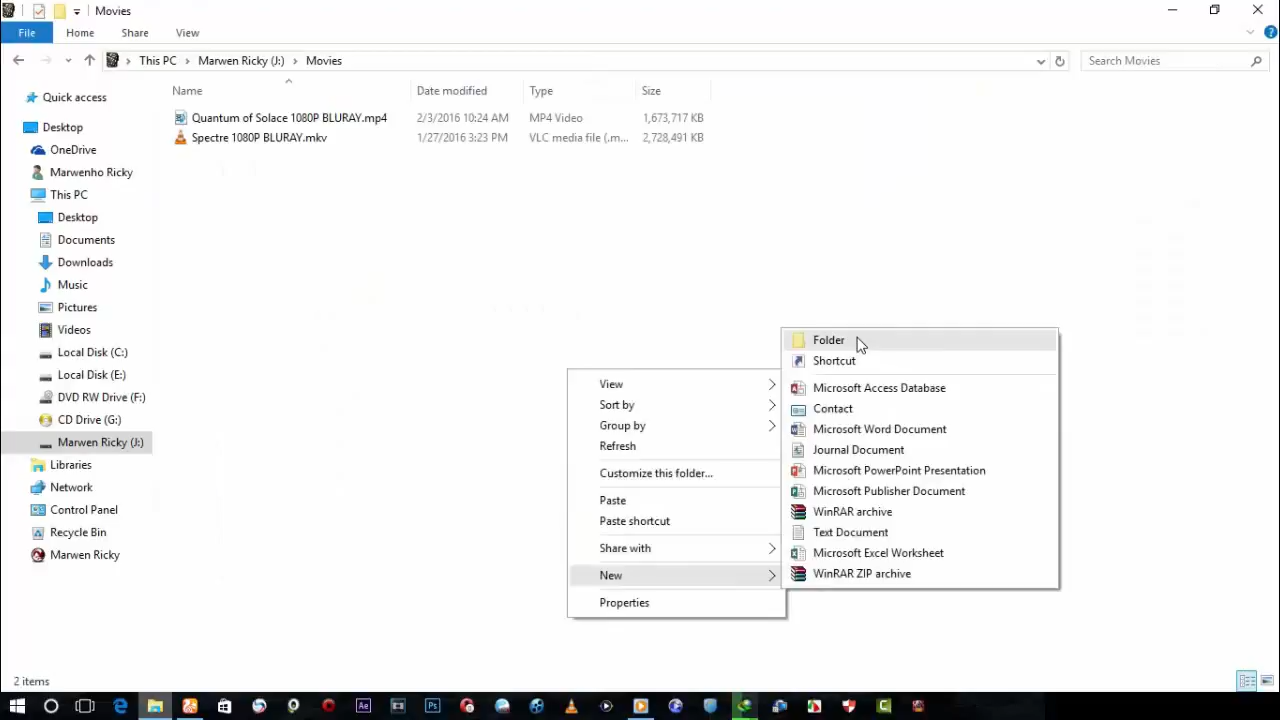 Movies
File Home Share View
This PC Marwen Ricky (J:) Movies
Search Movies
Name Date modified Type Size
Quantum of Solace 1080P BLURAY.mp4 2/3/2016 10:24 AM MP4 Video 1,673,717 KB
Spectre 1080P BLURAY.mkv 1/27/2016 3:23 PM VLC media file (.m... 2,728,491 KB
Quick access
Desktop
OneDrive
Marwenho Ricky
This PC
Desktop
Documents
Downloads
Music
Pictures
Videos
Local Disk (C:)
Local Disk (E:)
DVD RW Drive (F:)
CD Drive (G:)
Marwen Ricky (J:)
Libraries
Network
Control Panel
Recycle Bin
Marwen Ricky
View
Sort by
Group by
Refresh
Customize this folder...
Paste
Paste shortcut
Share with
New
Properties
Folder
Shortcut
Microsoft Access Database
Contact
Microsoft Word Document
Journal Document
Microsoft PowerPoint Presentation
Microsoft Publisher Document
WinRAR archive
Text Document
Microsoft Excel Worksheet
WinRAR ZIP archive
2 items
Ae Ps